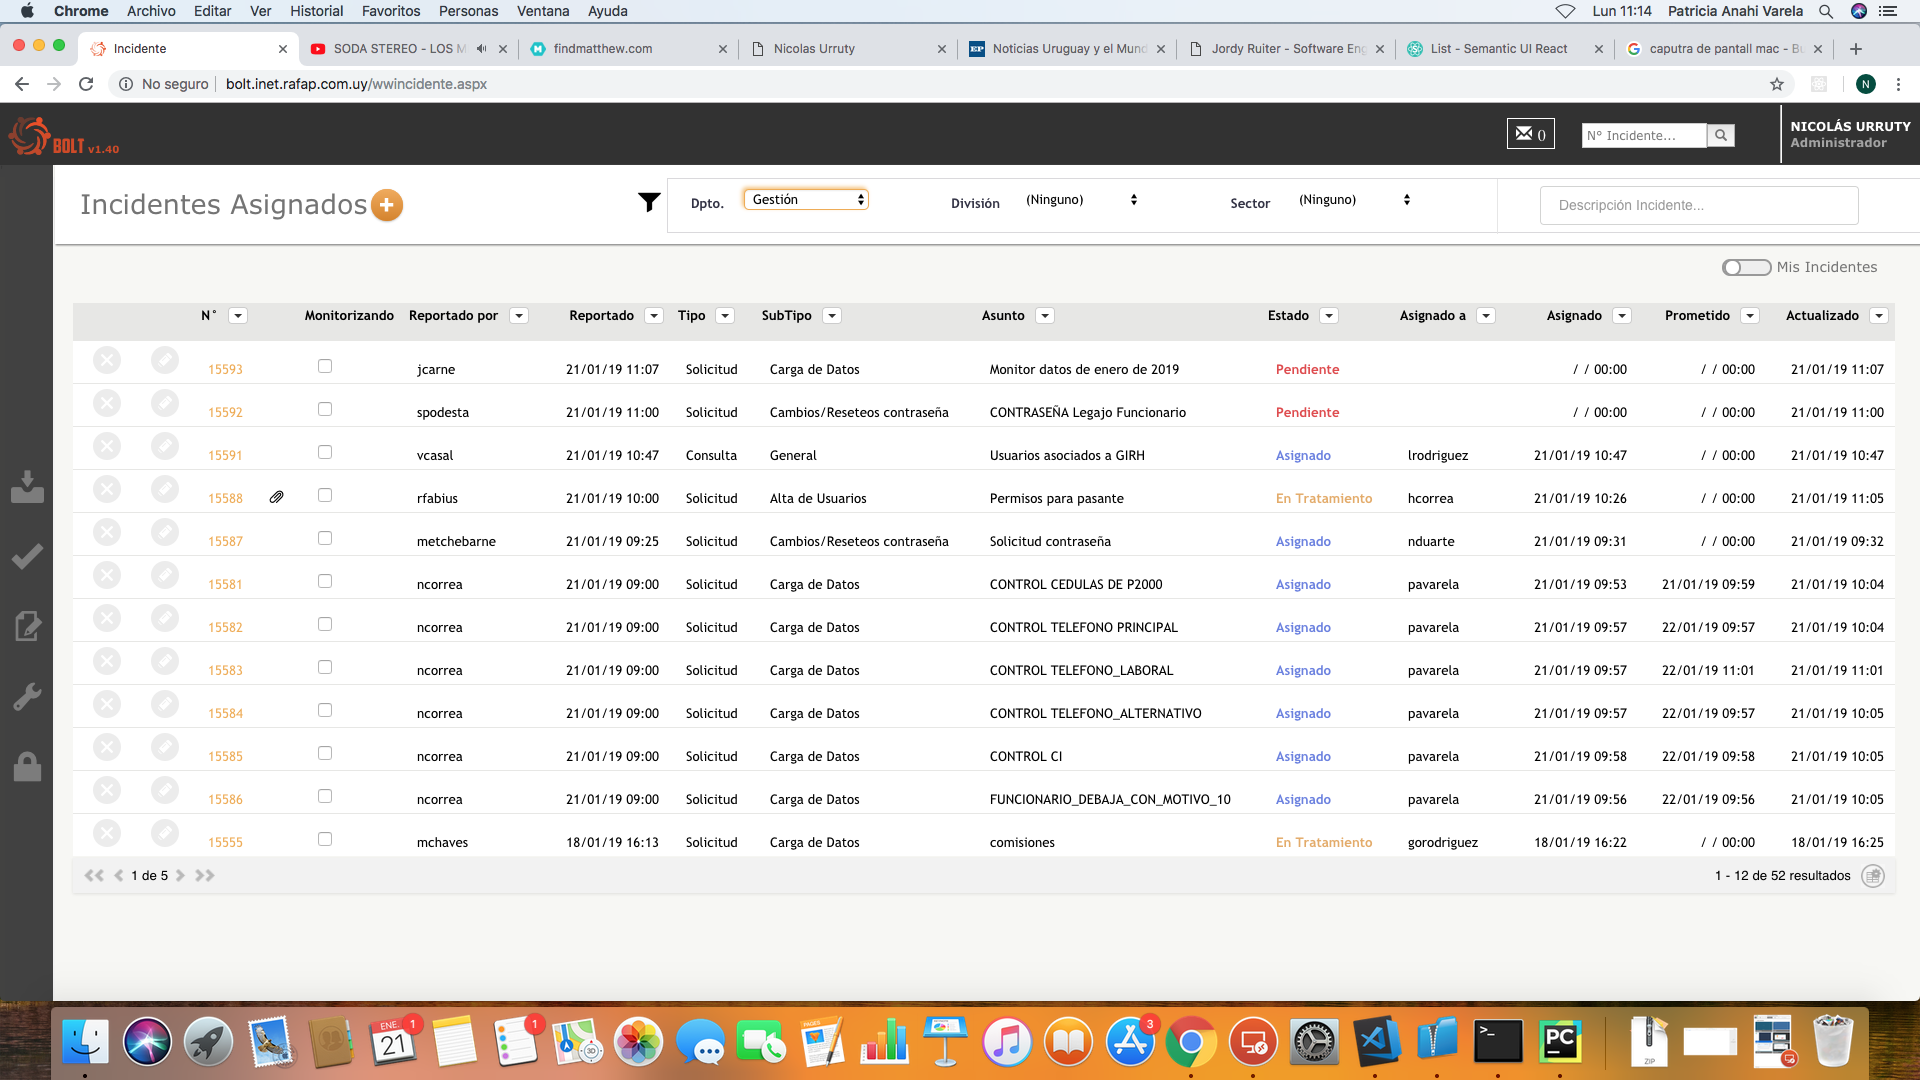 Chrome Archivo Editar Ver Historial Favoritos Personas Ventana Ayuda Lun 11:14 Patricia Anahi Varela
Incidente SODA STEREO - LOS M findmatthew.com Nicolas Urruty EP Noticias Uruguay y el Mund Jordy Ruiter - Software Eng List - Semantic UI React caputra de pantall mac - Bu
No seguro bolt.inet.rafap.com.uy/wwincidente.aspx N
BOLT v1.40 () N° Incidente... NICOLÁS URRUTY
Administrador
Incidentes Asignados Dpto. Gestión División (Ninguno) Sector (Ninguno) Descripción Incidente...
Mis Incidentes
N° Monitorizando Reportado por Reportado Tipo SubTipo Asunto Estado Asignado a Asignado Prometido Actualizado
15593 jcarne 21/01/19 11:07 Solicitud Carga de Datos Monitor datos de enero de 2019 Pendiente / / 00:00 / / 00:00 21/01/19 11:07
15592 spodesta 21/01/19 11:00 Solicitud Cambios/Reseteos contraseña CONTRASEÑA Legajo Funcionario Pendiente / / 00:00 / / 00:00 21/01/19 11:00
15591 vcasal 21/01/19 10:47 Consulta General Usuarios asociados a GIRH Asignado lrodriguez 21/01/19 10:47 / / 00:00 21/01/19 10:47
15588 rfabius 21/01/19 10:00 Solicitud Alta de Usuarios Permisos para pasante En Tratamiento hcorrea 21/01/19 10:26 / / 00:00 21/01/19 11:05
15587 metchebarne 21/01/19 09:25 Solicitud Cambios/Reseteos contraseña Solicitud contraseña Asignado nduarte 21/01/19 09:31 / / 00:00 21/01/19 09:32
15581 ncorrea 21/01/19 09:00 Solicitud Carga de Datos CONTROL CEDULAS DE P2000 Asignado pavarela 21/01/19 09:53 21/01/19 09:59 21/01/19 10:04
15582 ncorrea 21/01/19 09:00 Solicitud Carga de Datos CONTROL TELEFONO PRINCIPAL Asignado pavarela 21/01/19 09:57 22/01/19 09:57 21/01/19 10:04
15583 ncorrea 21/01/19 09:00 Solicitud Carga de Datos CONTROL TELEFONO_LABORAL Asignado pavarela 21/01/19 09:57 22/01/19 11:01 21/01/19 11:01
15584 ncorrea 21/01/19 09:00 Solicitud Carga de Datos CONTROL TELEFONO_ALTERNATIVO Asignado pavarela 21/01/19 09:57 22/01/19 09:57 21/01/19 10:05
15585 ncorrea 21/01/19 09:00 Solicitud Carga de Datos CONTROL CI Asignado pavarela 21/01/19 09:58 22/01/19 09:58 21/01/19 10:05
15586 ncorrea 21/01/19 09:00 Solicitud Carga de Datos FUNCIONARIO_DEBAJA_CON_MOTIVO_10 Asignado pavarela 21/01/19 09:56 22/01/19 09:56 21/01/19 10:05
15555 mchaves 18/01/19 16:13 Solicitud Carga de Datos comisiones En Tratamiento gorodriguez 18/01/19 16:22 / / 00:00 18/01/19 16:25
1 de 5 1 - 12 de 52 resultados
ENE. 21 1 1 3D PAGES 3 >_ PC ZIP